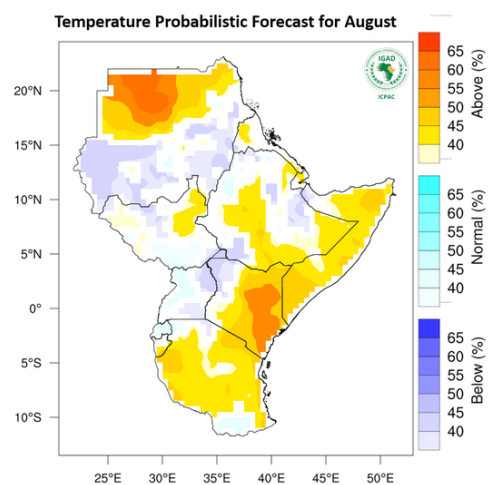 Temperature Probabilistic Forecast for August
IGAD
ICPAC
20°N
15°N
10°N
5°N
0°
5°S
10°S
25°E
30°E
35°E
40°E
45°E
50°E
65
60
55
50
45
40
Above (%)
65
60
55
50
45
40
Normal (%)
65
60
55
50
45
40
Below (%)